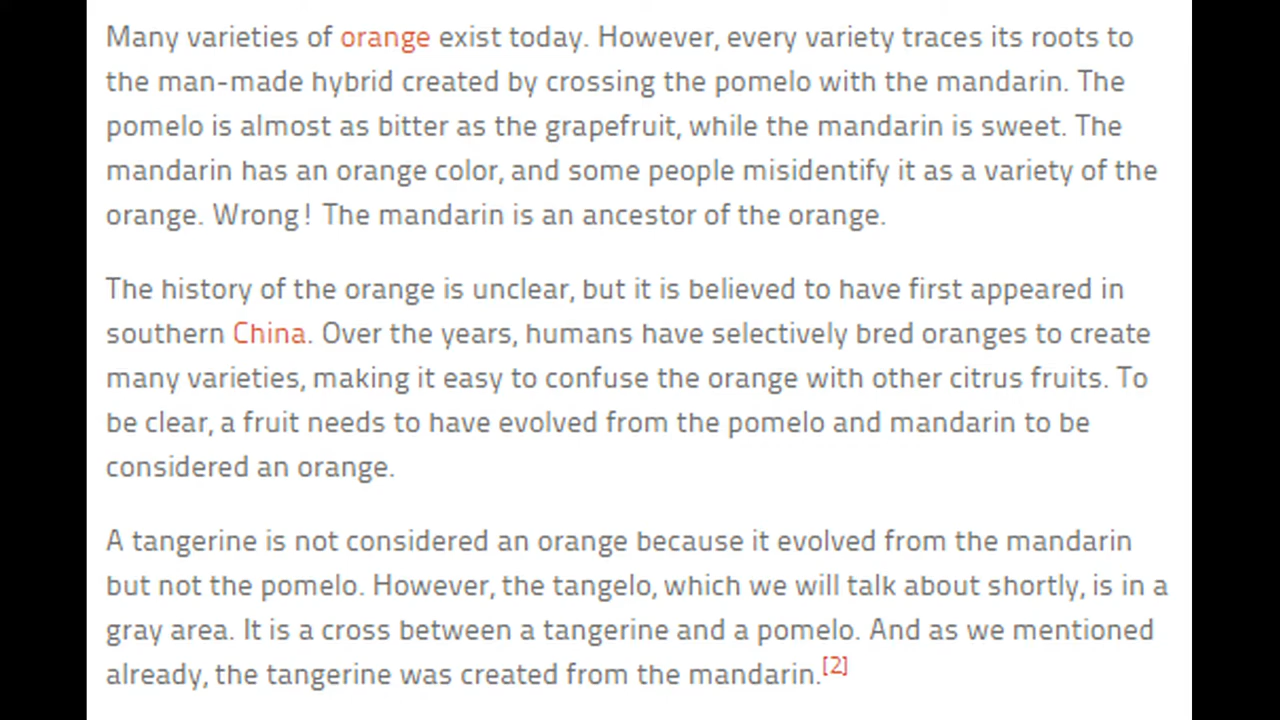 Many varieties of orange exist today. However, every variety traces its roots to
the man-made hybrid created by crossing the pomelo with the mandarin. The
pomelo is almost as bitter as the grapefruit, while the mandarin is sweet. The
mandarin has an orange color, and some people misidentify it as a variety of the
orange. Wrong! The mandarin is an ancestor of the orange.
The history of the orange is unclear, but it is believed to have first appeared in
southern China. Over the years, humans have selectively bred oranges to create
many varieties, making it easy to confuse the orange with other citrus fruits. To
be clear, a fruit needs to have evolved from the pomelo and mandarin to be
considered an orange.
A tangerine is not considered an orange because it evolved from the mandarin
but not the pomelo. However, the tangelo, which we will talk about shortly, is in a
gray area. It is a cross between a tangerine and a pomelo. And as we mentioned
already, the tangerine was created from the mandarin.[2]